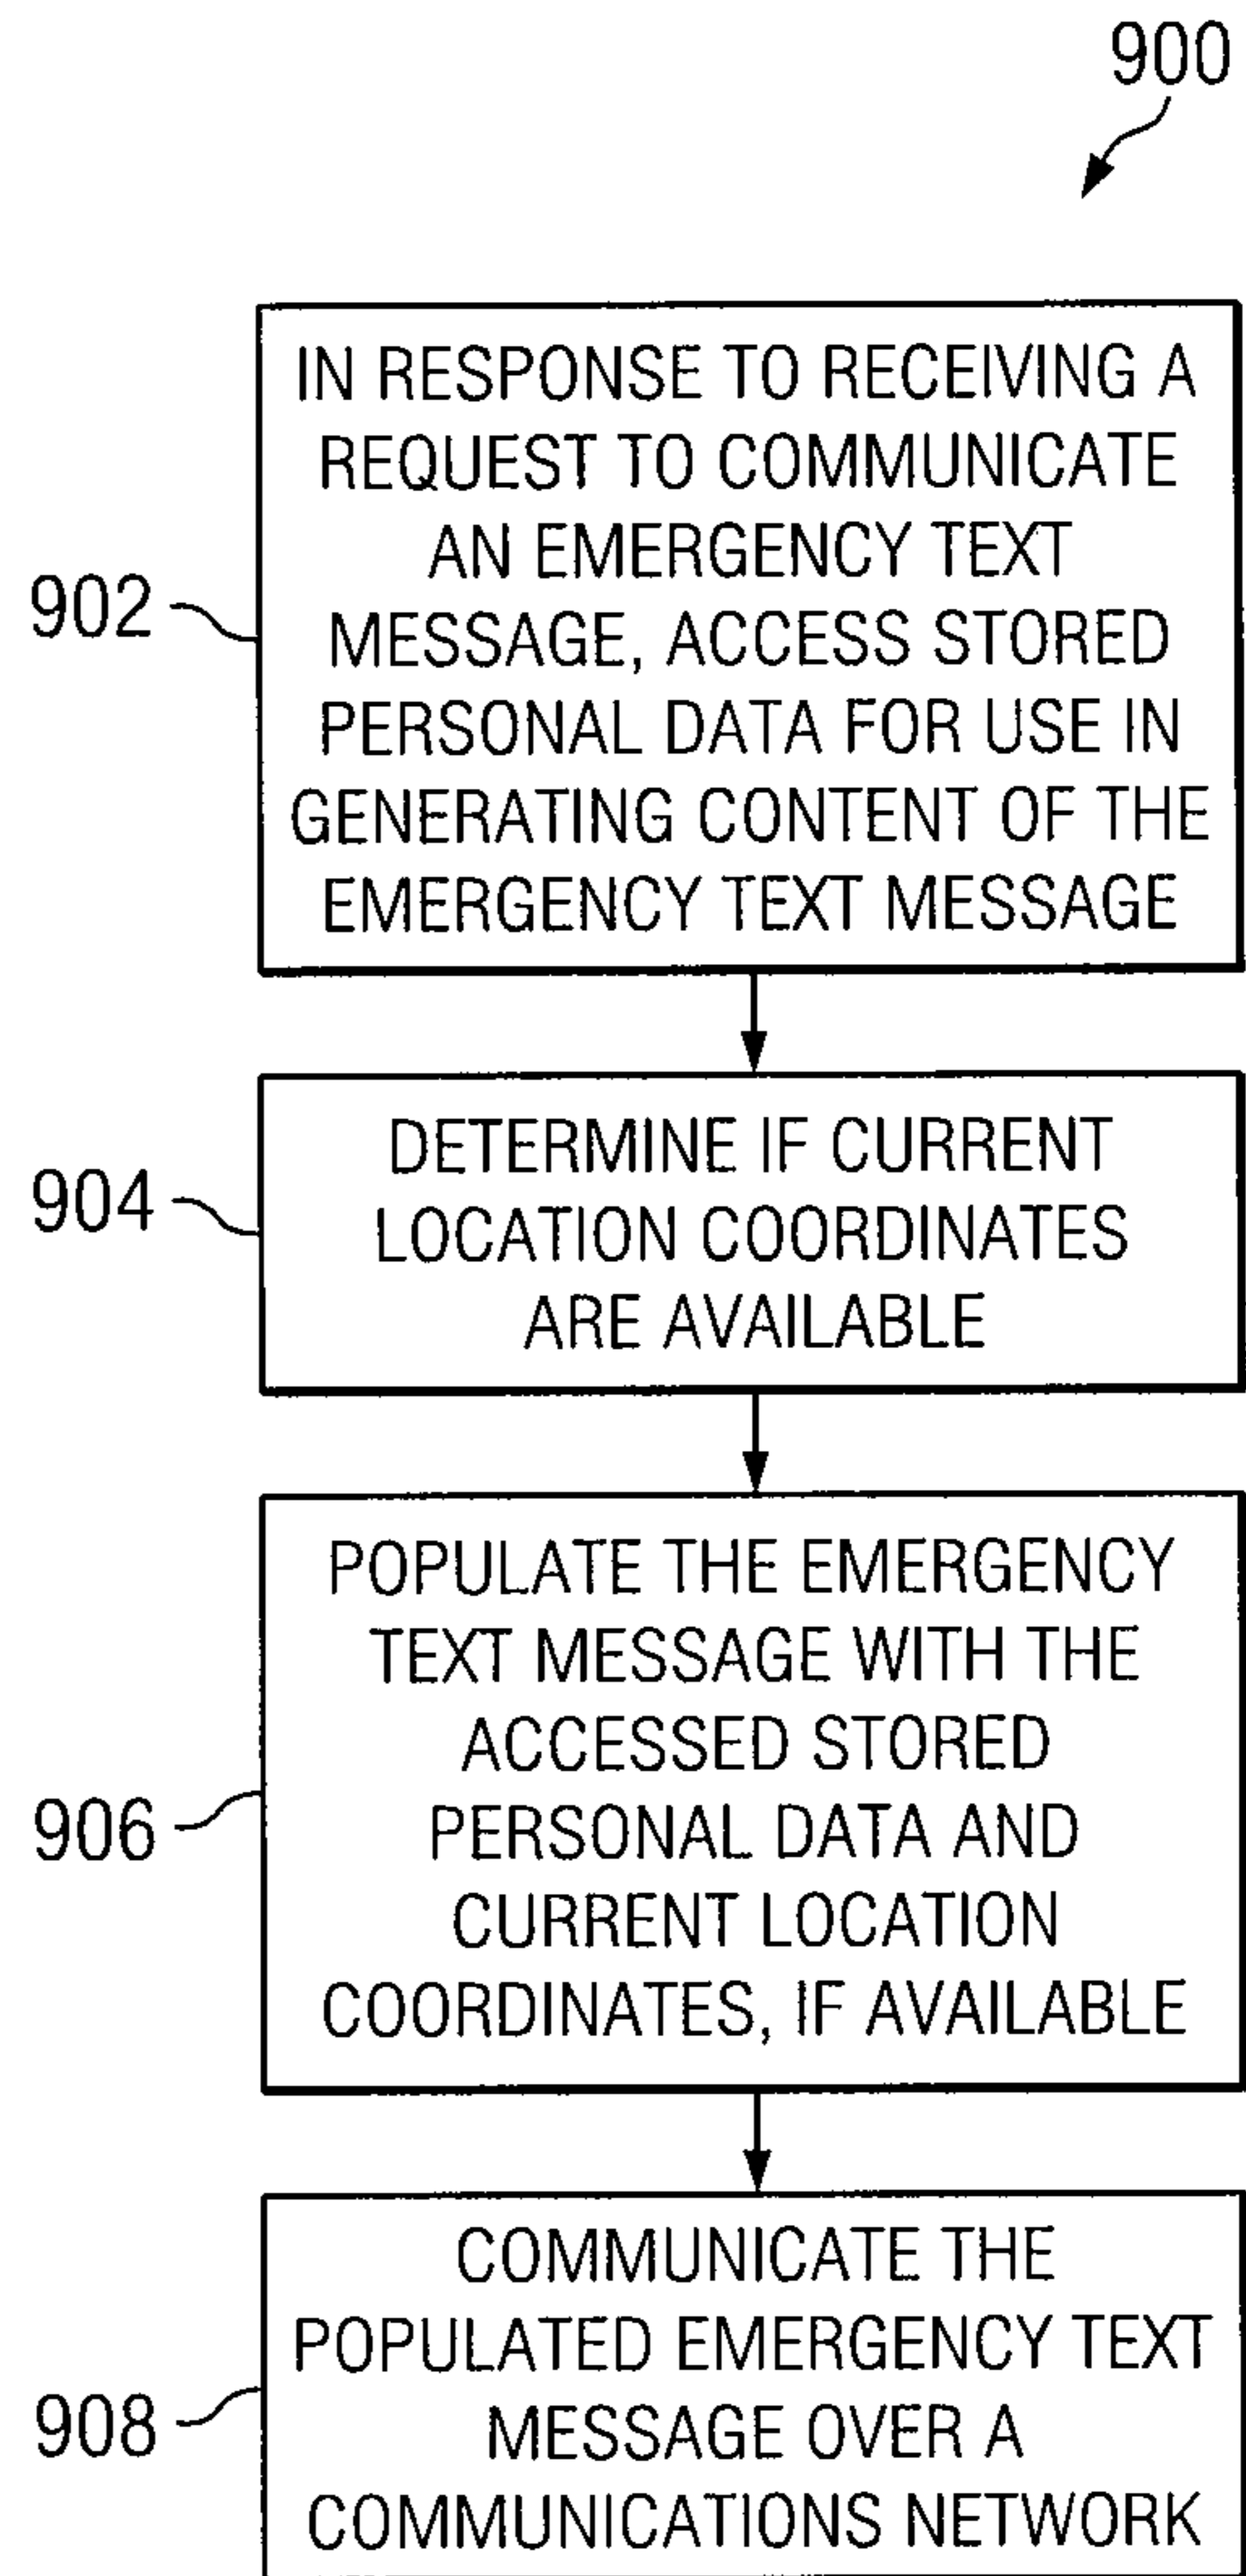 900
902
IN RESPONSE TO RECEIVING A
REQUEST TO COMMUNICATE
AN EMERGENCY TEXT
MESSAGE, ACCESS STORED
PERSONAL DATA FOR USE IN
GENERATING CONTENT OF THE
EMERGENCY TEXT MESSAGE
904
DETERMINE IF CURRENT
LOCATION COORDINATES
ARE AVAILABLE
906
POPULATE THE EMERGENCY
TEXT MESSAGE WITH THE
ACCESSED STORED
PERSONAL DATA AND
CURRENT LOCATION
COORDINATES, IF AVAILABLE
908
COMMUNICATE THE
POPULATED EMERGENCY TEXT
MESSAGE OVER A
COMMUNICATIONS NETWORK